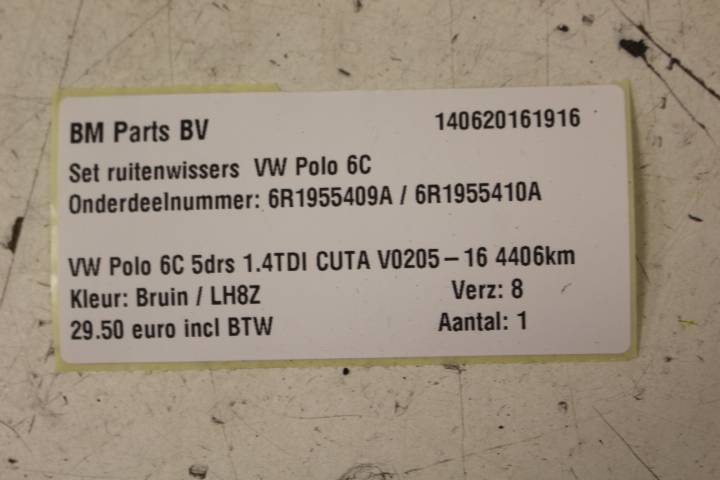 BM Parts BV 140620161916
Set ruitenwissers VW Polo 6C
Onderdeelnummer: 6R1955409A / 6R1955410A
VW Polo 6C 5drs 1.4TDI CUTA V0205-16 4406km
Kleur: Bruin / LH8Z Verz: 8
29.50 euro incl BTW Aantal: 1